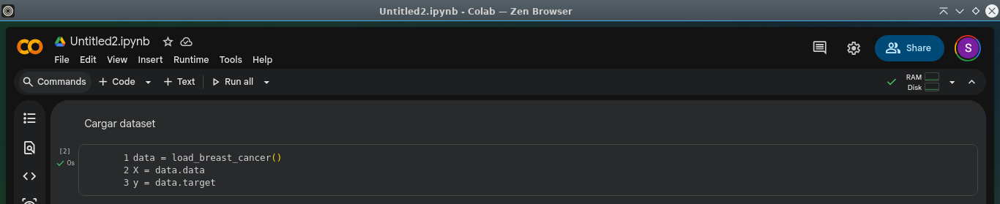 Untitled2.ipynb - Colab — Zen Browser
Untitled2.ipynb
File Edit View Insert Runtime Tools Help
Share
S
Commands + Code + Text Run all
RAM
Disk
Cargar dataset
[2]
0s
1 data = load_breast_cancer()
2 X = data.data
3 y = data.target